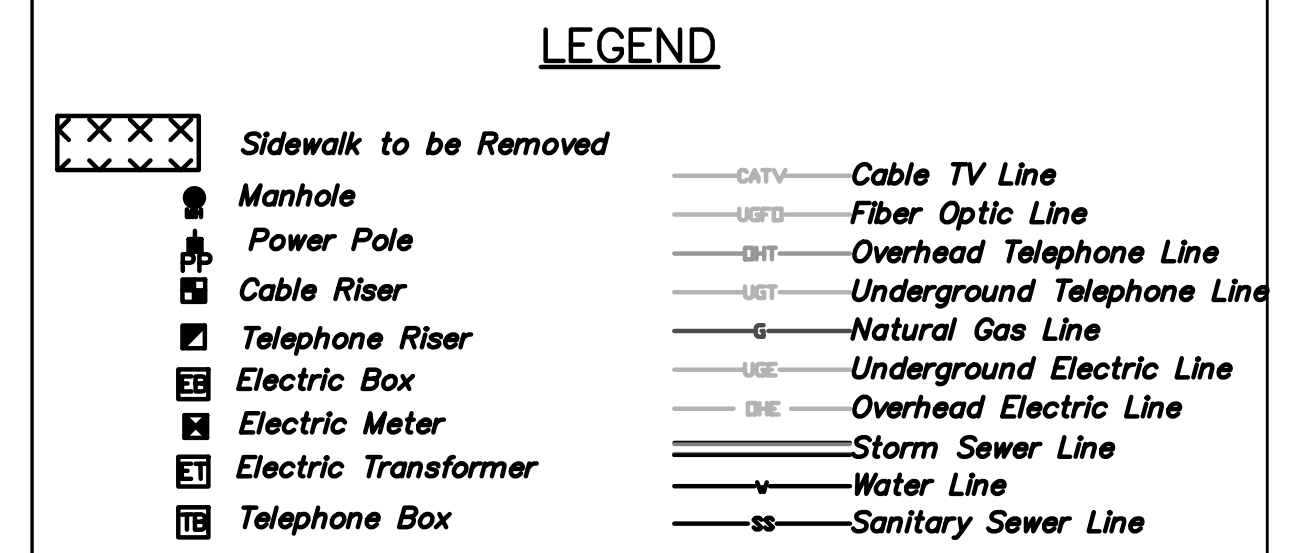 LEGEND
Sidewalk to be Removed
MH Manhole
PP Power Pole
Cable Riser
Telephone Riser
EB Electric Box
Electric Meter
ET Electric Transformer
TB Telephone Box
CATV Cable TV Line
UGFO Fiber Optic Line
OHT Overhead Telephone Line
UGT Underground Telephone Line
G Natural Gas Line
UGE Underground Electric Line
OHE Overhead Electric Line
Storm Sewer Line
W Water Line
SS Sanitary Sewer Line